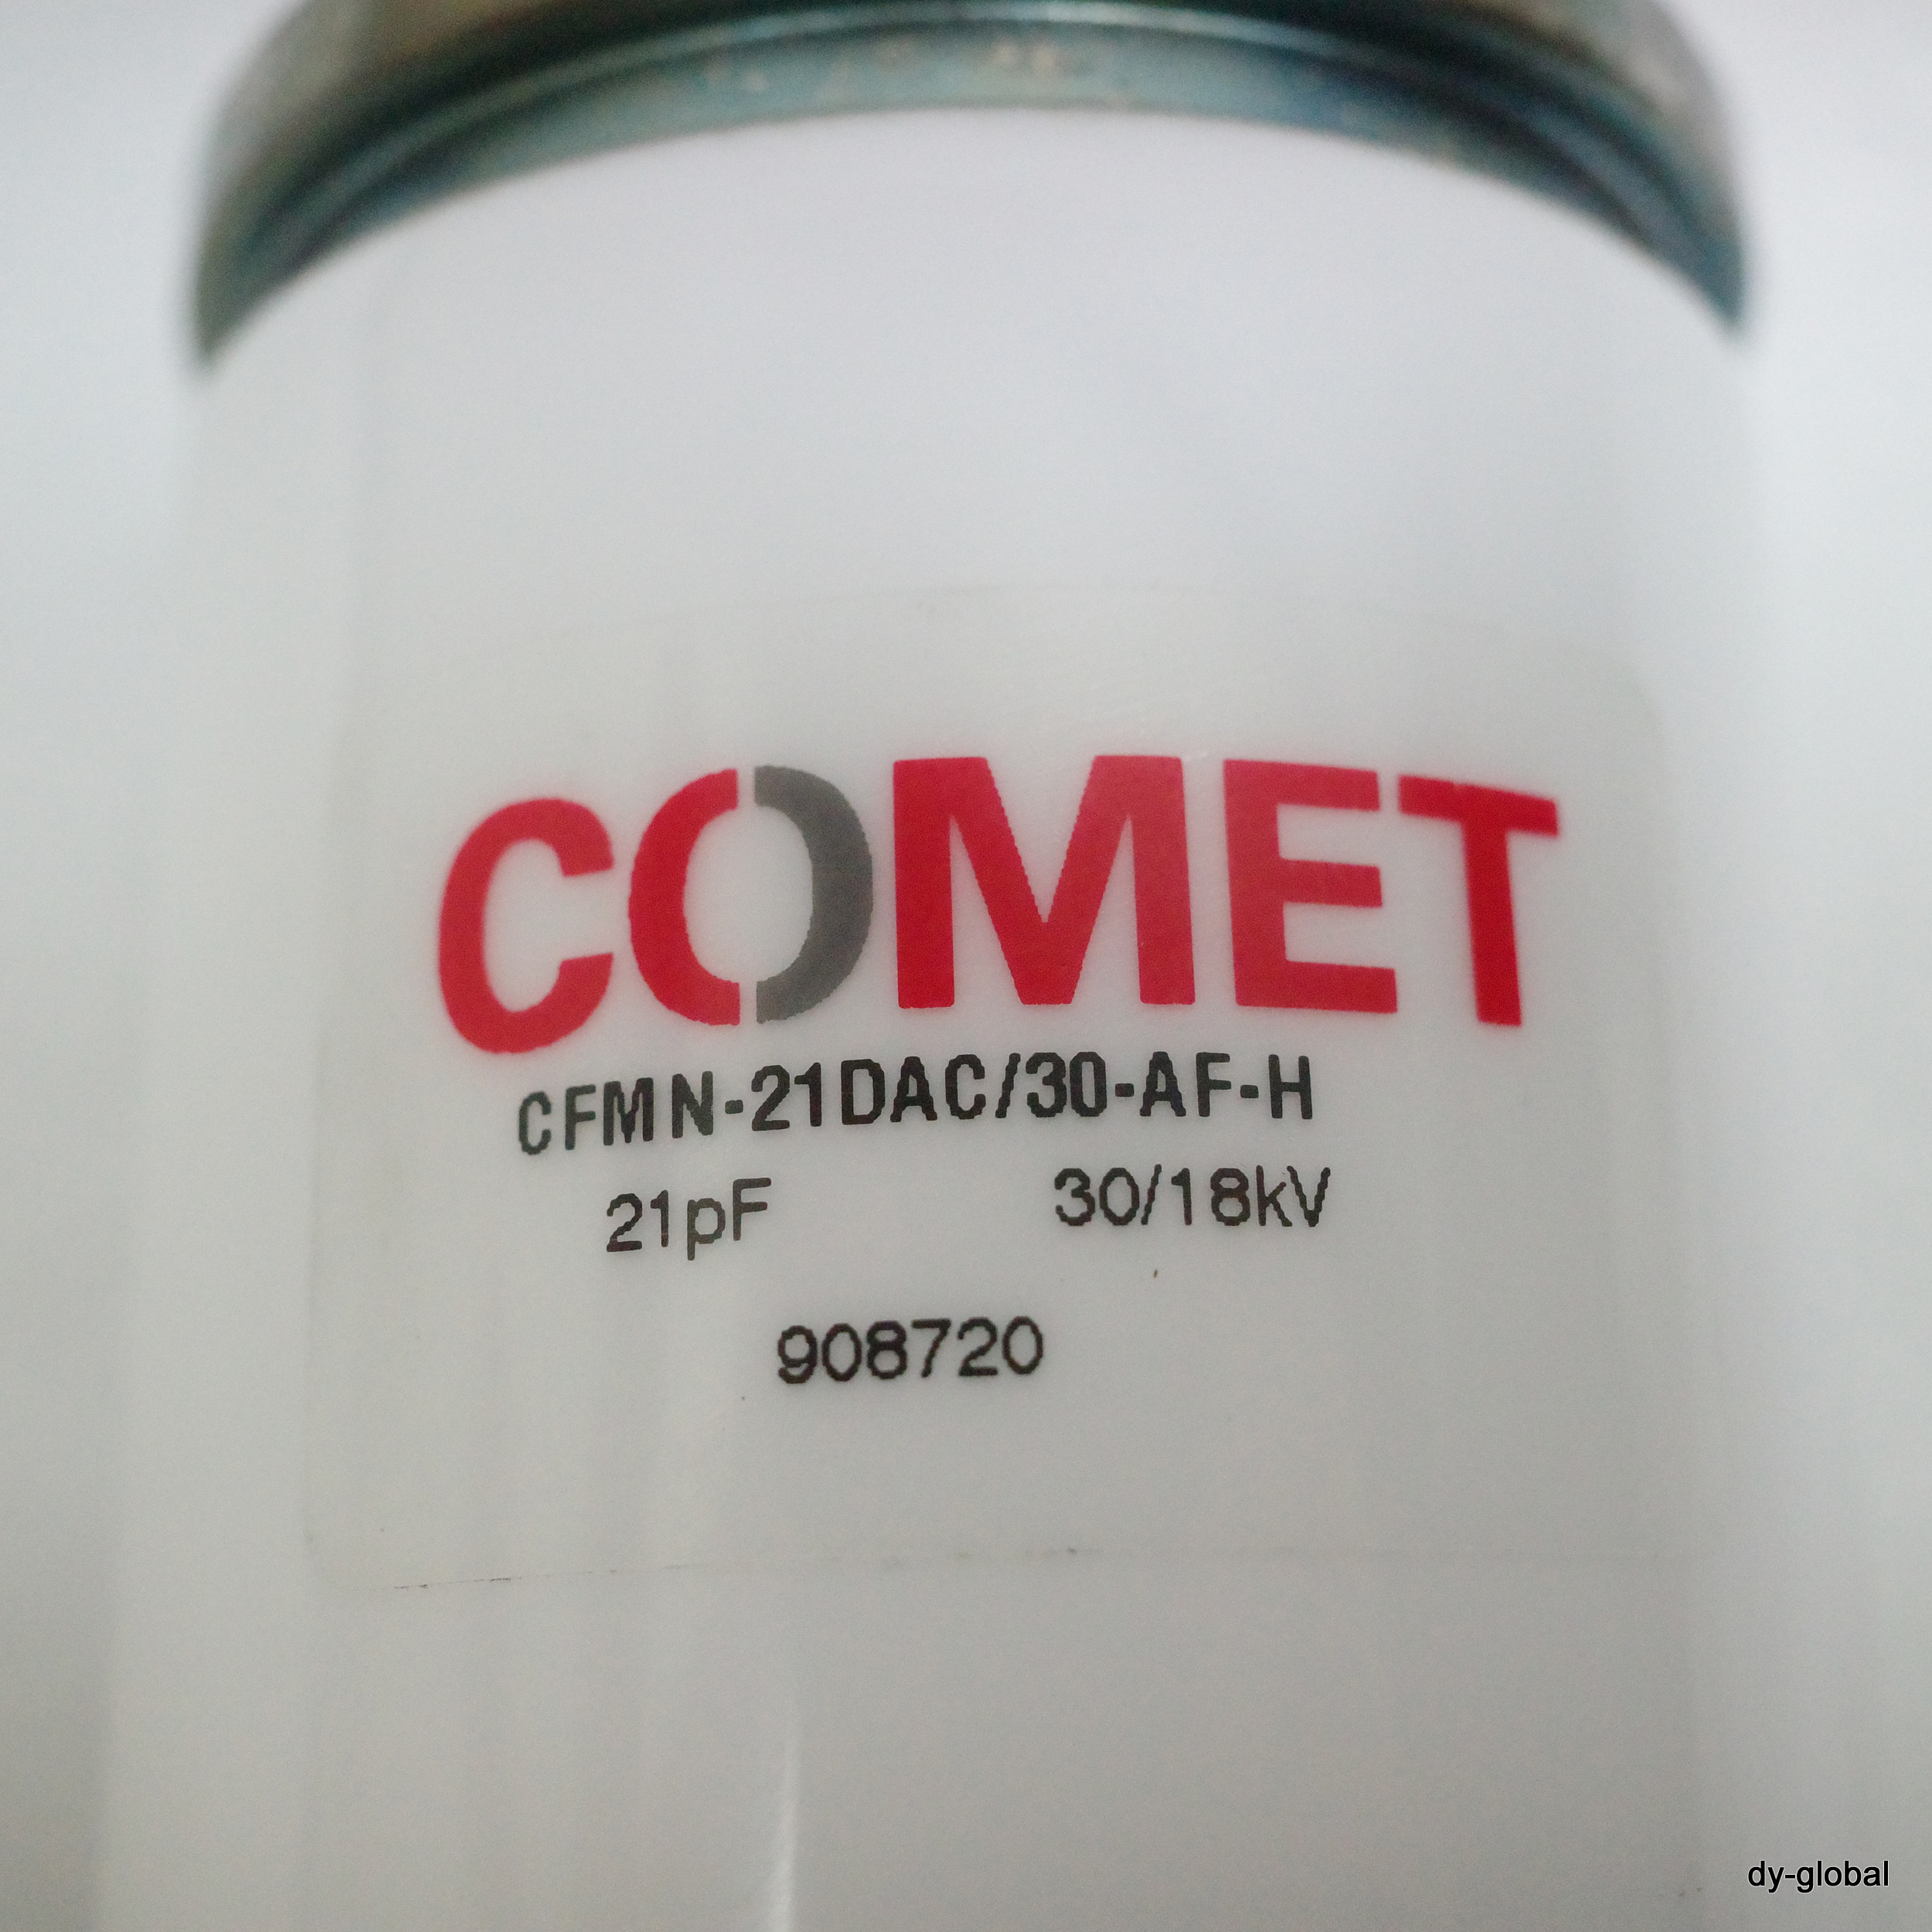 COMET
CFMN-21DAC/30-AF-H
21pF 30/18kV
908720
dy-global